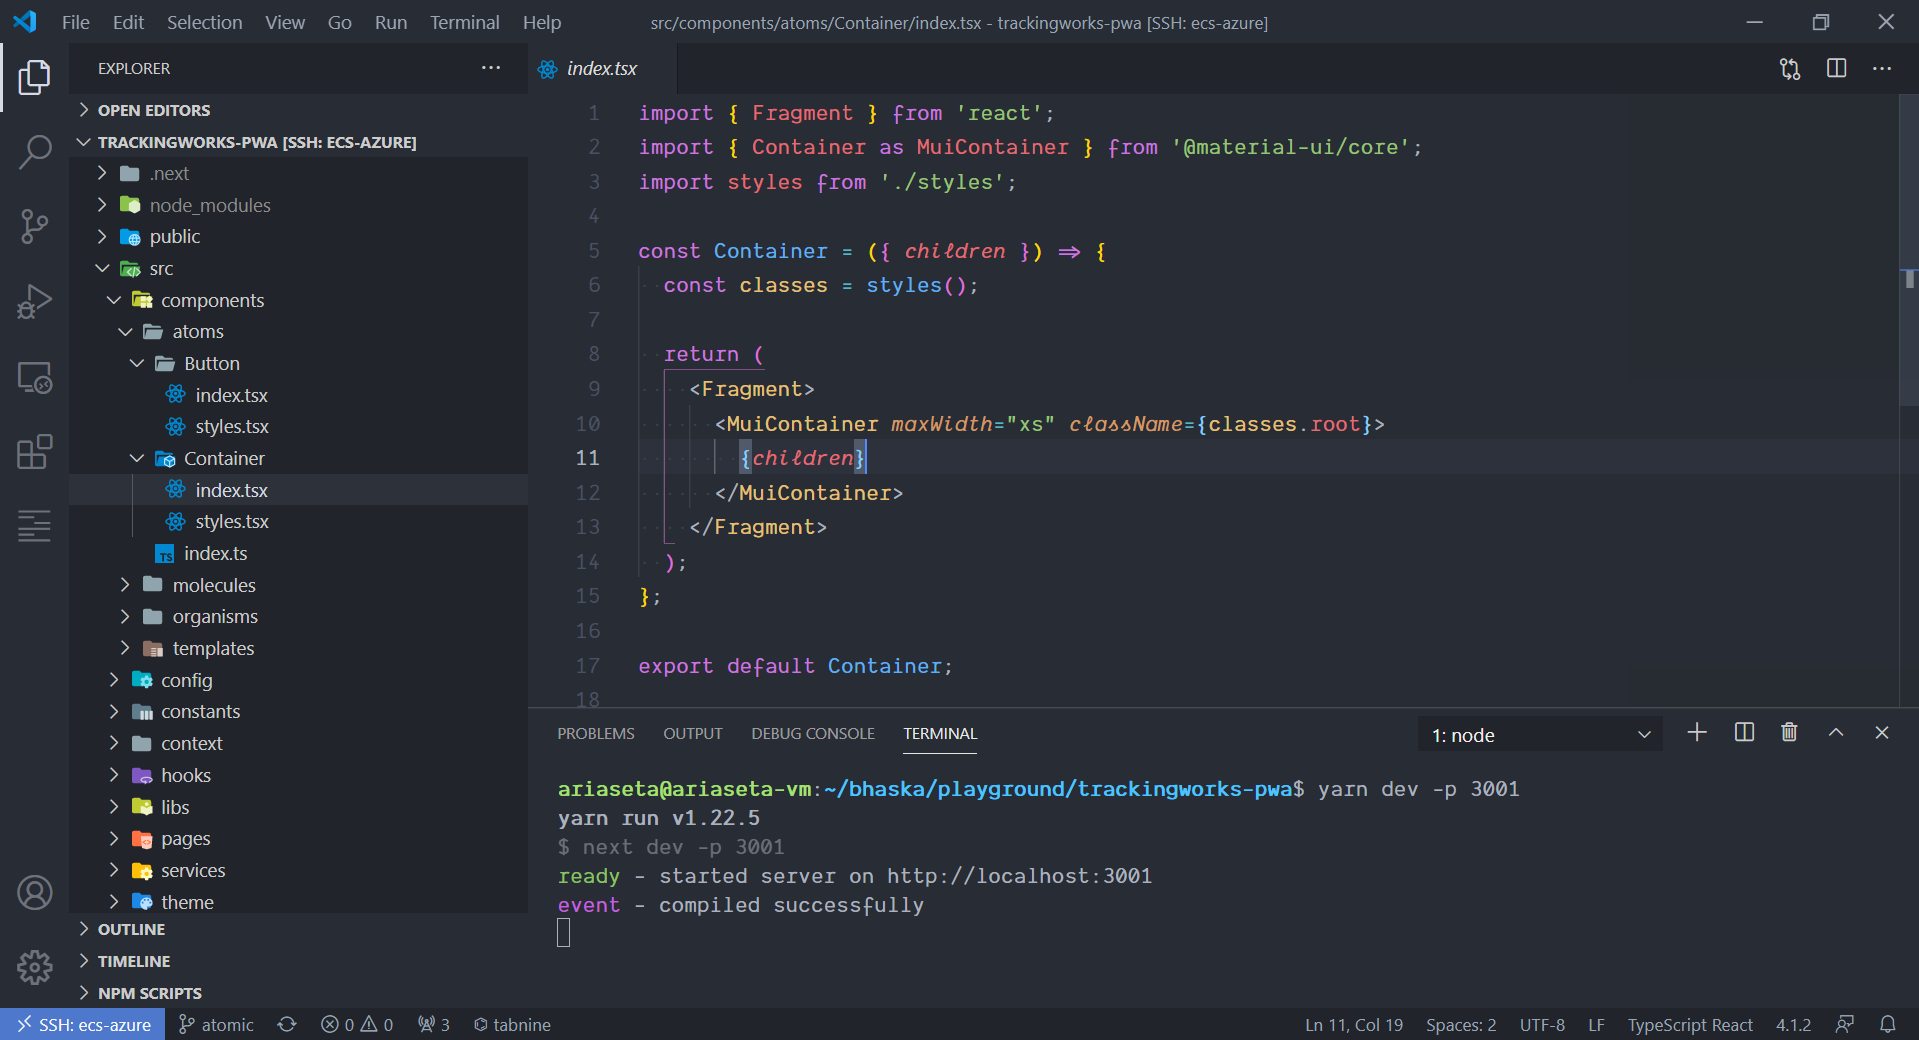 File Edit Selection View Go Run Terminal Help
src/components/atoms/Container/index.tsx - trackingworks-pwa [SSH: ecs-azure]
EXPLORER
OPEN EDITORS
TRACKINGWORKS-PWA [SSH: ECS-AZURE]
.next
node_modules
public
src
components
atoms
Button
index.tsx
styles.tsx
Container
index.tsx
styles.tsx
TS index.ts
molecules
organisms
templates
config
constants
context
hooks
libs
pages
services
theme
OUTLINE
TIMELINE
NPM SCRIPTS
index.tsx
1 import { Fragment } from 'react';
2 import { Container as MuiContainer } from '@material-ui/core';
3 import styles from './styles';
4
5 const Container = ({ children }) => {
6 const classes = styles();
7
8 return (
9 <Fragment>
10 <MuiContainer maxWidth="xs" className={classes.root}>
11 {children}
12 </MuiContainer>
13 </Fragment>
14 );
15 };
16
17 export default Container;
18
PROBLEMS OUTPUT DEBUG CONSOLE TERMINAL
1: node
ariaseta@ariaseta-vm:~/bhaska/playground/trackingworks-pwa$ yarn dev -p 3001
yarn run v1.22.5
$ next dev -p 3001
ready - started server on http://localhost:3001
event - compiled successfully
SSH: ecs-azure atomic 0 0 3 tabnine
Ln 11, Col 19 Spaces: 2 UTF-8 LF TypeScript React 4.1.2